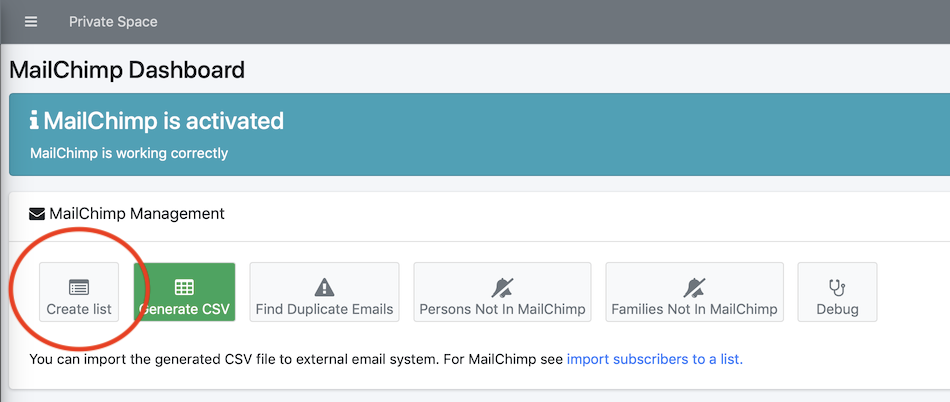 Private Space
MailChimp Dashboard
MailChimp is activated
MailChimp is working correctly
MailChimp Management
Create list
Generate CSV
Find Duplicate Emails
Persons Not In MailChimp
Families Not In MailChimp
Debug
You can import the generated CSV file to external email system. For MailChimp see import subscribers to a list.